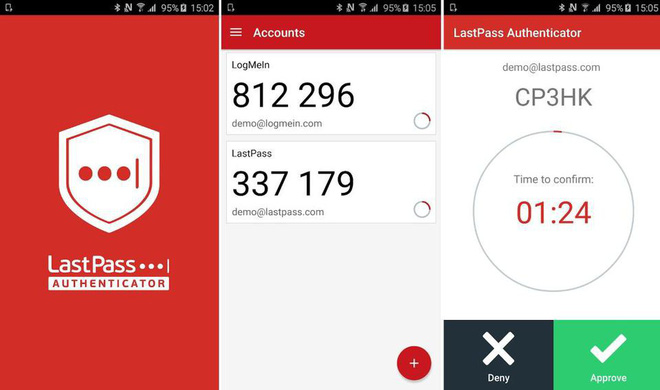 95% 15:02
LastPass
AUTHENTICATOR
95% 15:05
Accounts
LogMeIn
812 296
demo@logmein.com
LastPass
337 179
demo@lastpass.com
+
95% 15:05
LastPass Authenticator
demo@lastpass.com
CP3HK
Time to confirm:
01:24
Deny
Approve